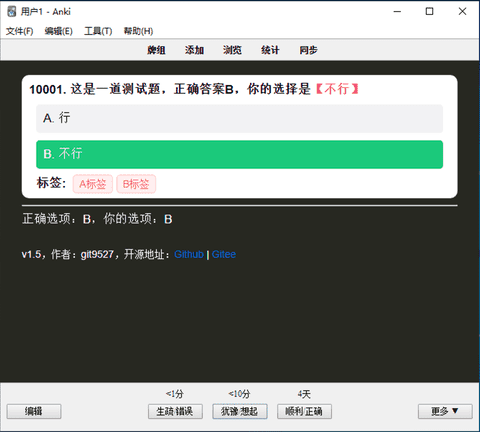 用户1 - Anki
文件(F) 编辑(E) 工具(T) 帮助(H)
牌组 添加 浏览 统计 同步
10001. 这是一道测试题，正确答案B，你的选择是【不行】
A. 行
B. 不行
标签： A标签 B标签
正确选项：B，你的选项：B
v1.5，作者：git9527，开源地址：Github | Gitee
<1分 <10分 4天
编辑 生疏/错误 犹豫/想起 顺利/正确 更多 ▼